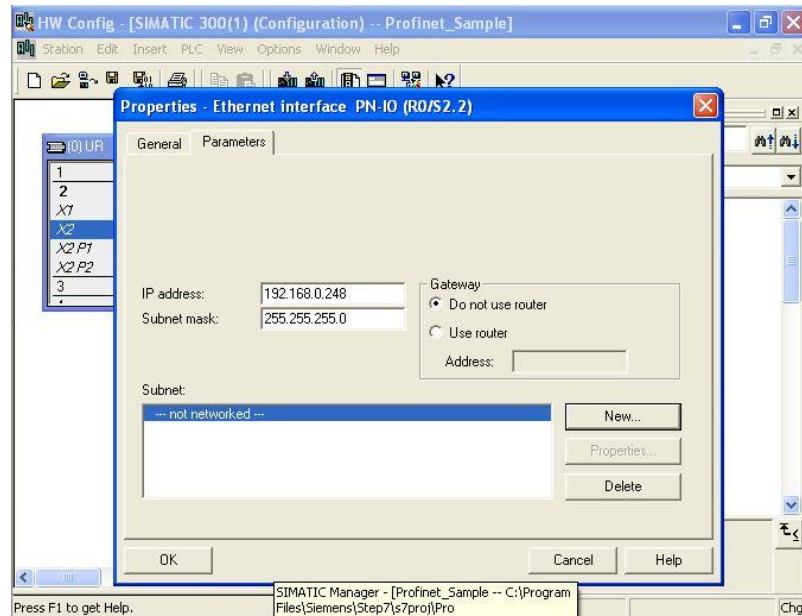 HW Config - [SIMATIC 300(1) (Configuration) -- Profinet_Sample]
Station Edit Insert PLC View Options Window Help
Properties - Ethernet interface PN-IO (R0/S2.2)
General Parameters
(0) UR
1
2
X1
X2
X2 P1
X2 P2
3
IP address: 192.168.0.248
Subnet mask: 255.255.255.0
Gateway
Do not use router
Use router
Address:
Subnet:
--- not networked ---
New...
Properties...
Delete
OK Cancel Help
SIMATIC Manager - [Profinet_Sample -- C:\Program
Files\Siemens\Step7\s7proj\Pro
Press F1 to get Help.
Chg